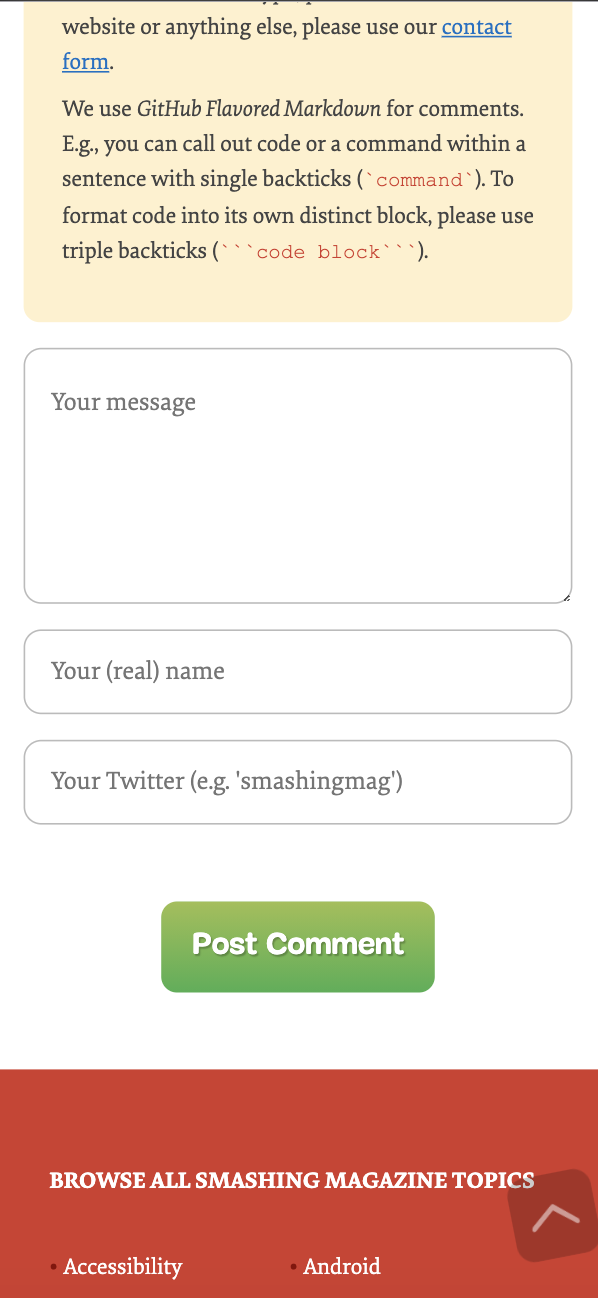 website or anything else, please use our contact
form.
We use GitHub Flavored Markdown for comments.
E.g., you can call out code or a command within a
sentence with single backticks (`command`). To
format code into its own distinct block, please use
triple backticks (```code block```).
Your message
Your (real) name
Your Twitter (e.g. 'smashingmag')
Post Comment
BROWSE ALL SMASHING MAGAZINE TOPICS
• Accessibility
• Android